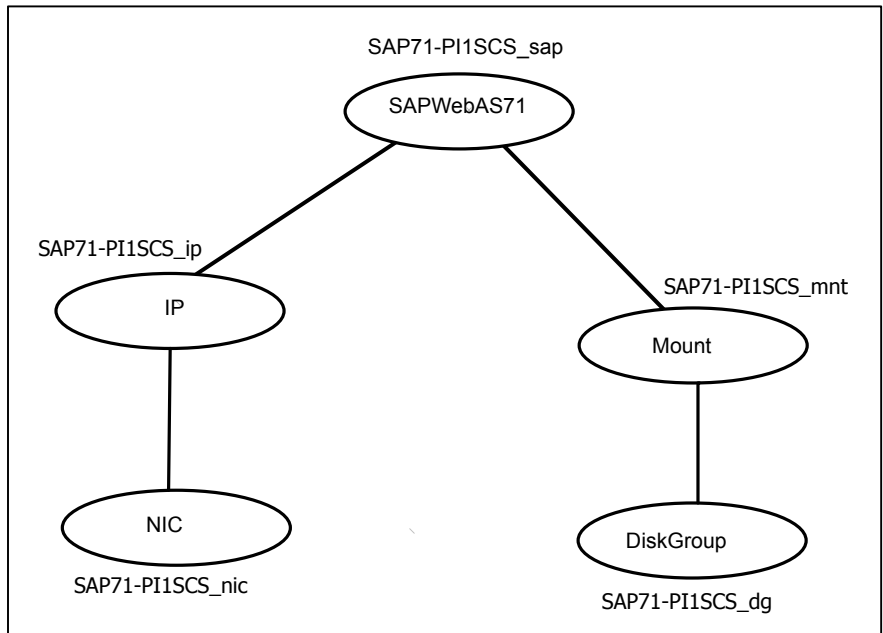 SAP71-PI1SCS_sap
SAPWebAS71
SAP71-PI1SCS_ip
IP
SAP71-PI1SCS_mnt
Mount
NIC
SAP71-PI1SCS_nic
DiskGroup
SAP71-PI1SCS_dg